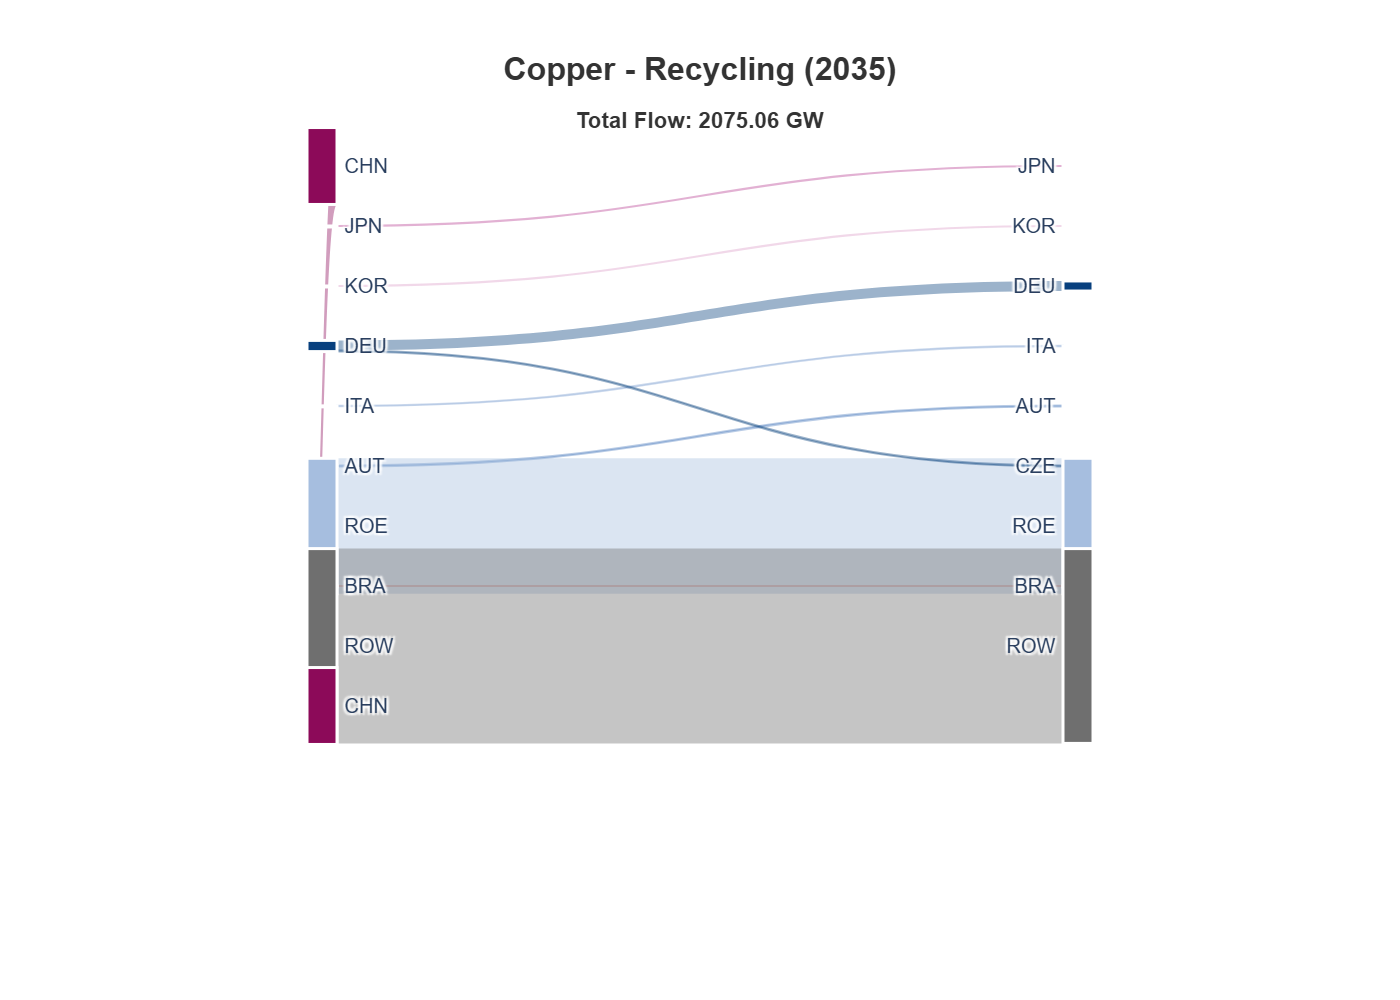 Copper - Recycling (2035)
Total Flow: 2075.06 GW
CHN
JPN
JPN
KOR
KOR
DEU
DEU
ITA
ITA
AUT
AUT
CZE
ROE
ROE
BRA
BRA
ROW
ROW
CHN